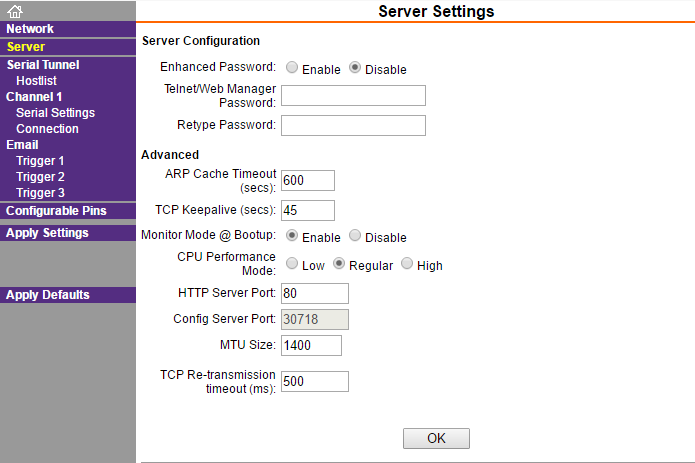 Server Settings
Network
Server
Serial Tunnel
Hostlist
Channel 1
Serial Settings
Connection
Email
Trigger 1
Trigger 2
Trigger 3
Configurable Pins
Apply Settings
Apply Defaults
Server Configuration
Enhanced Password: Enable Disable
Telnet/Web Manager
Password:
Retype Password:
Advanced
ARP Cache Timeout
(secs): 600
TCP Keepalive (secs): 45
Monitor Mode @ Bootup: Enable Disable
CPU Performance
Mode: Low Regular High
HTTP Server Port: 80
Config Server Port: 30718
MTU Size: 1400
TCP Re-transmission
timeout (ms): 500
OK